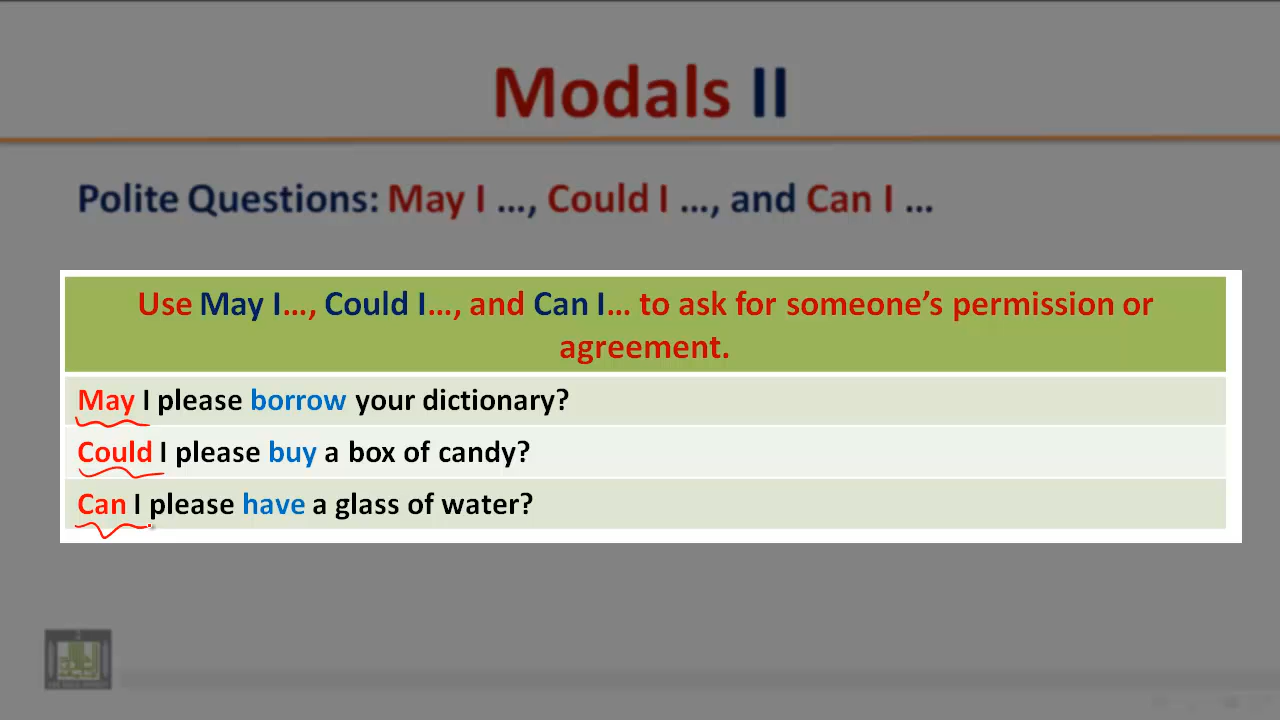 Modals II
Polite Questions: May I ..., Could I ..., and Can I ...
Use May I..., Could I..., and Can I... to ask for someone’s permission or
agreement.
May I please borrow your dictionary?
Could I please buy a box of candy?
Can I please have a glass of water?